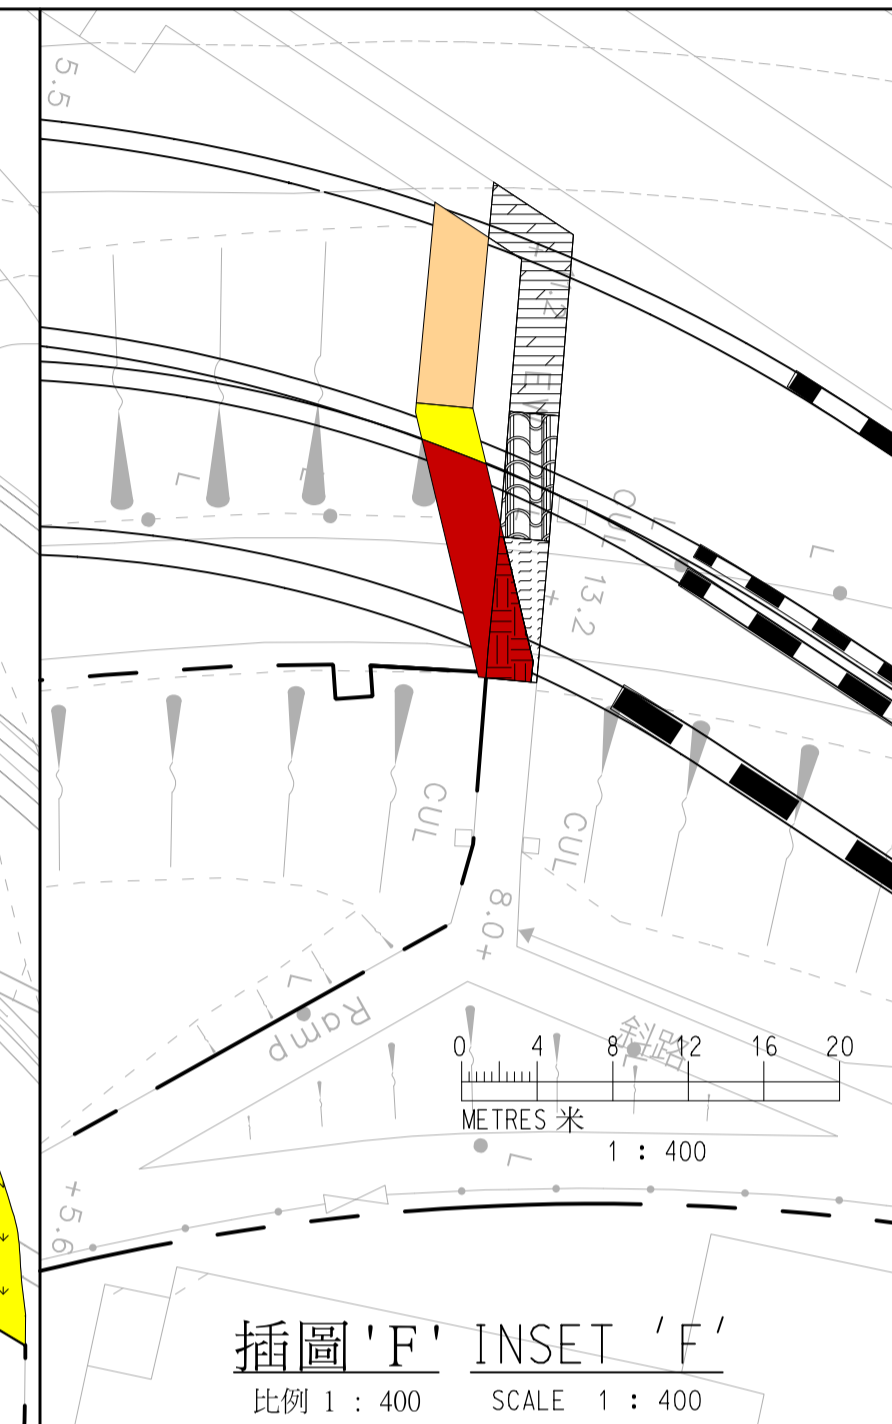 5.5
L
L
CUL
L
L
13.2
CUL
CUL
8.0+
L
Ramp
斜路
0 4 8 12 16 20
METRES 米
1 : 400
L
+5.6
插圖 'F' INSET 'F'
比例 1 : 400 SCALE 1 : 400